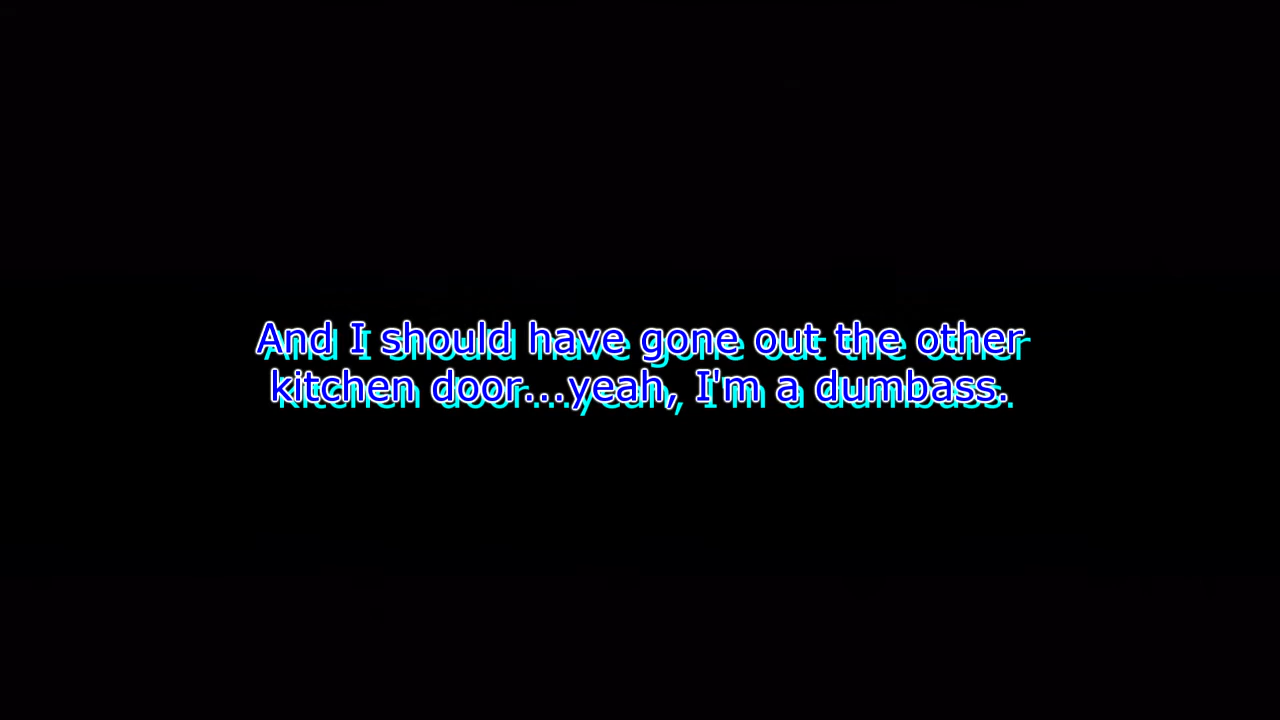 And I should have gone out the other
kitchen door...yeah, I'm a dumbass.